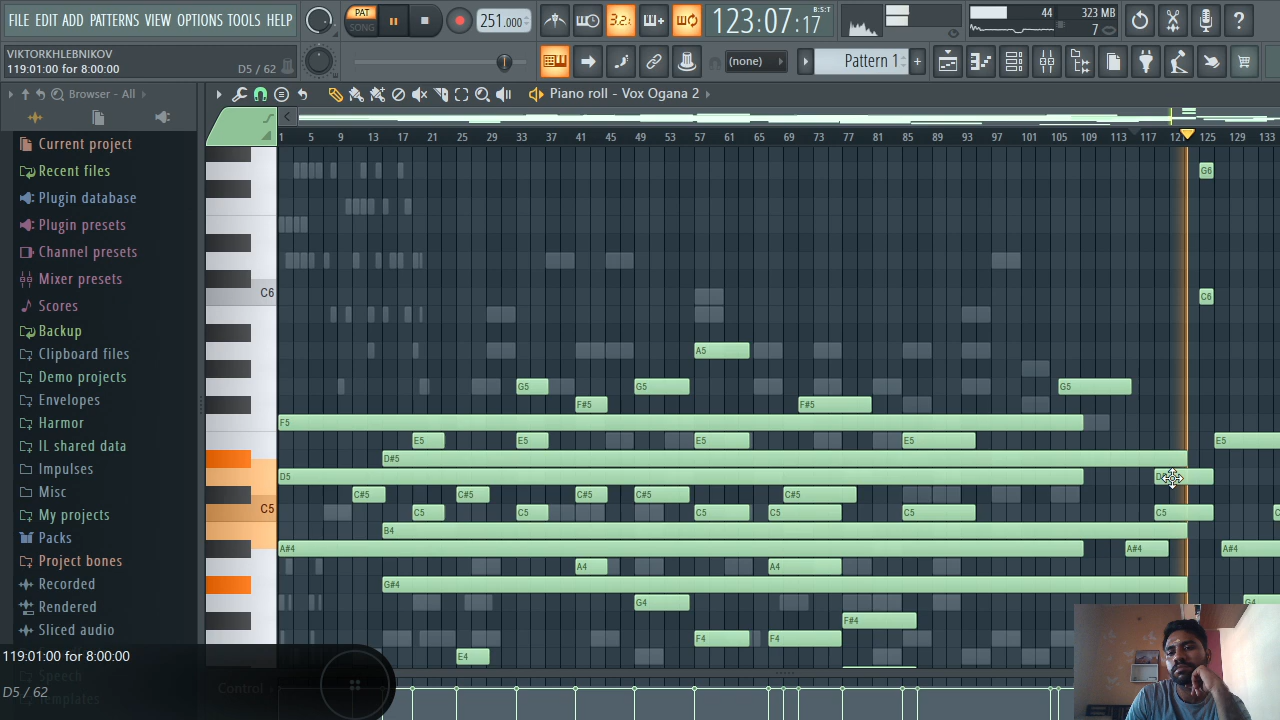 FILE EDIT ADD PATTERNS VIEW OPTIONS TOOLS HELP
PAT
SONG
251.000
3.2.
123:07:17
B:S:T
44
323 MB
7
VIKTORKHLEBNIKOV
119:01:00 for 8:00:00
D5 / 62
(none)
Pattern 1
Browser - All
Piano roll - Vox Ogana 2
1 5 9 13 17 21 25 29 33 37 41 45 49 53 57 61 65 69 73 77 81 85 89 93 97 101 105 109 113 117 121 125 129 133
Current project
Recent files
Plugin database
Plugin presets
Channel presets
Mixer presets
Scores
Backup
Clipboard files
Demo projects
Envelopes
Harmor
IL shared data
Impulses
Misc
My projects
Packs
Project bones
Recorded
Rendered
Sliced audio
Speech
Templates
G6
C6
C6
A5
G5 G5 G5
F#5 F#5
F5
E5 E5 E5 E5 E5
D#5
D5
C#5 C#5 C#5 C#5 C#5
C5
C5 C5 C5 C5 C5 C5
B4
A#4 A#4 A#4
A4 A4
G#4
G4 G4
F#4
F4 F4
E4
119:01:00 for 8:00:00
D5 / 62
Control